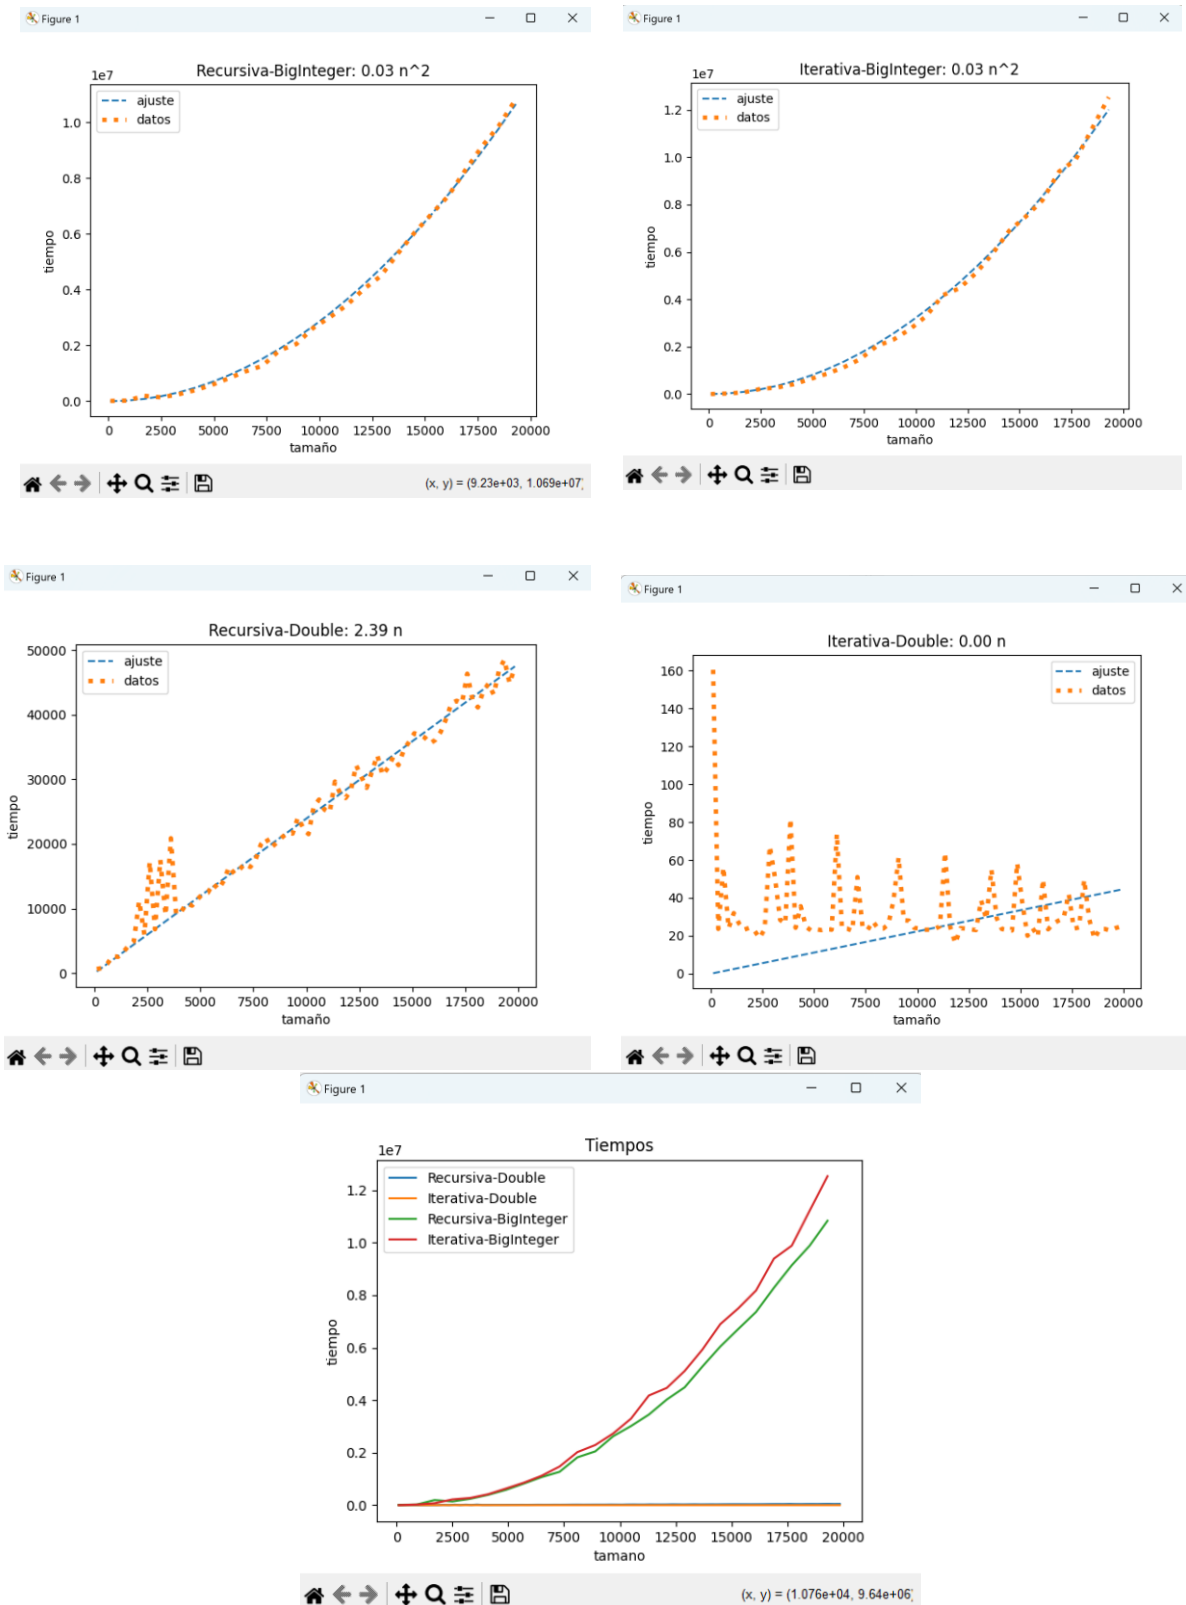 Figure 1
Recursiva-BigInteger: 0.03 n^2
1e7
ajuste
datos
1.0
0.8
0.6
0.4
0.2
0.0
tiempo
0 2500 5000 7500 10000 12500 15000 17500 20000
tamaño
(x, y) = (9.23e+03, 1.069e+07)
Figure 1
Iterativa-BigInteger: 0.03 n^2
1e7
ajuste
datos
1.2
1.0
0.8
0.6
0.4
0.2
0.0
tiempo
0 2500 5000 7500 10000 12500 15000 17500 20000
tamaño
Figure 1
Recursiva-Double: 2.39 n
ajuste
datos
50000
40000
30000
20000
10000
0
tiempo
0 2500 5000 7500 10000 12500 15000 17500 20000
tamaño
Figure 1
Iterativa-Double: 0.00 n
ajuste
datos
160
140
120
100
80
60
40
20
0
tiempo
0 2500 5000 7500 10000 12500 15000 17500 20000
tamaño
Figure 1
Tiempos
1e7
Recursiva-Double
Iterativa-Double
Recursiva-BigInteger
Iterativa-BigInteger
1.2
1.0
0.8
0.6
0.4
0.2
0.0
tiempo
0 2500 5000 7500 10000 12500 15000 17500 20000
tamano
(x, y) = (1.076e+04, 9.64e+06)